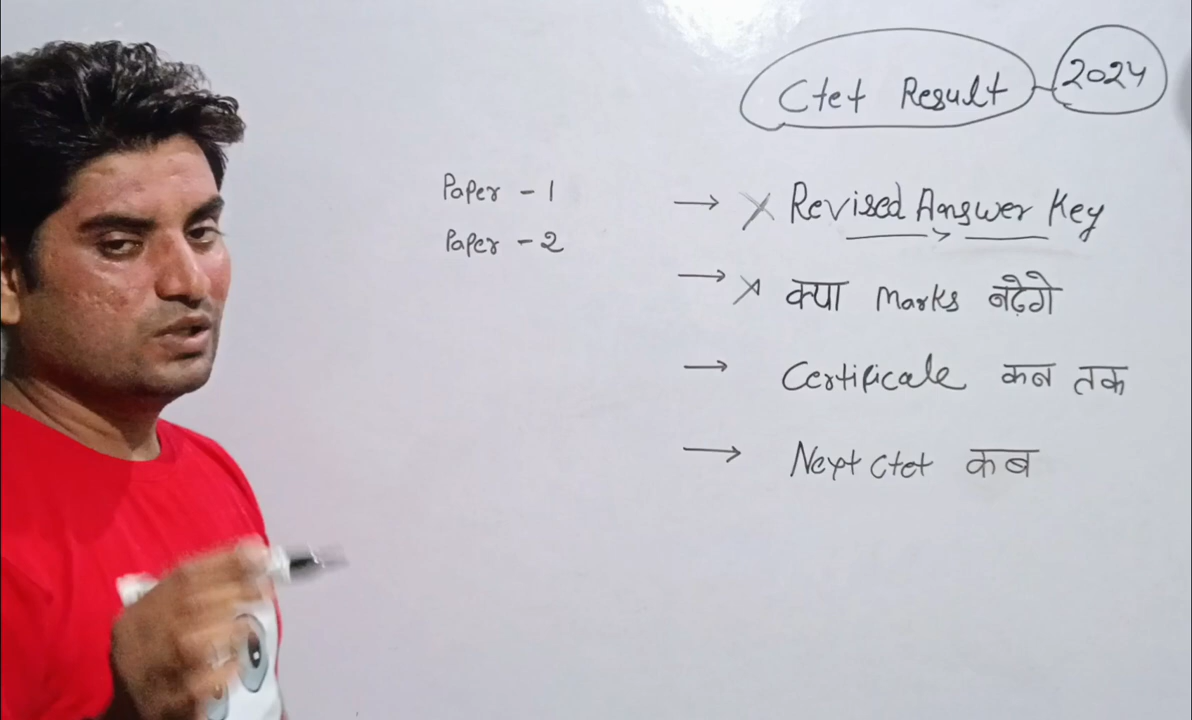 Ctet Result - 2024
Paper - 1
Paper - 2
→ X Revised Answer Key
→ X क्या Marks बढ़ेगे
→ Certificate कब तक
→ Next Ctet कब